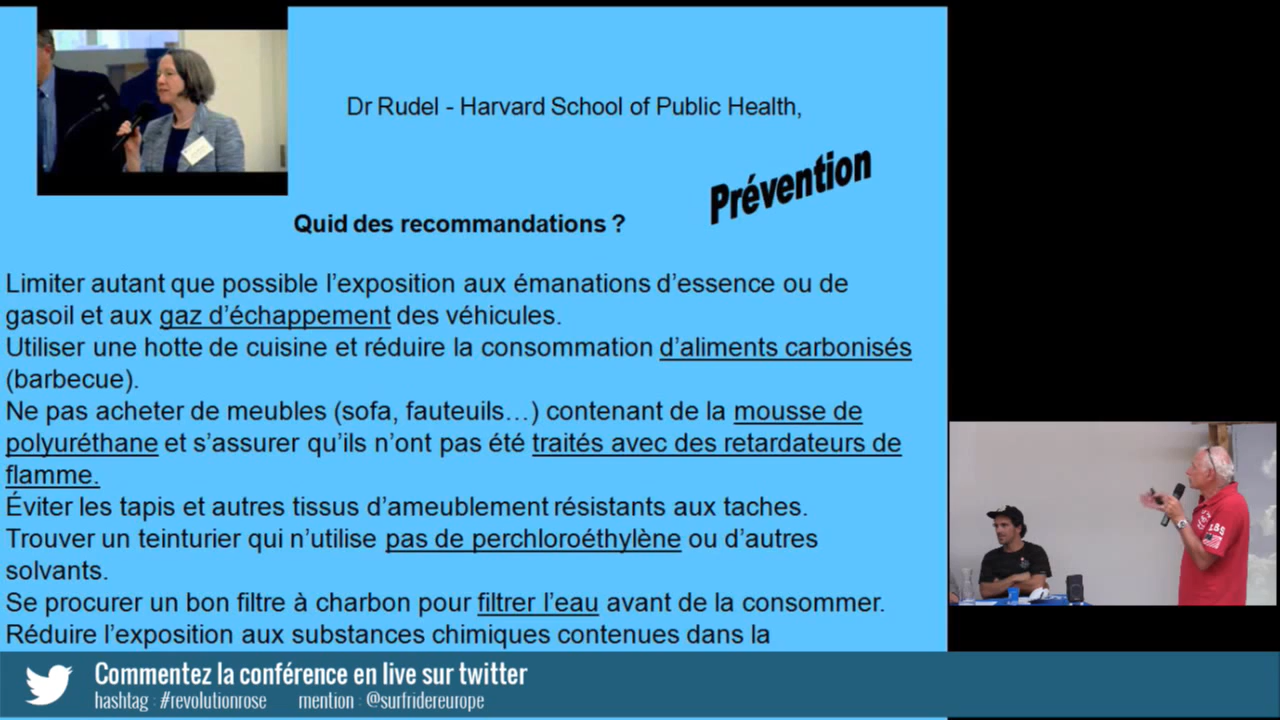 Dr Rudel - Harvard School of Public Health,
Prévention
Quid des recommandations ?
Limiter autant que possible l'exposition aux émanations d'essence ou de
gasoil et aux gaz d'échappement des véhicules.
Utiliser une hotte de cuisine et réduire la consommation d'aliments carbonisés
(barbecue).
Ne pas acheter de meubles (sofa, fauteuils…) contenant de la mousse de
polyuréthane et s'assurer qu'ils n'ont pas été traités avec des retardateurs de
flamme.
Éviter les tapis et autres tissus d'ameublement résistants aux taches.
Trouver un teinturier qui n'utilise pas de perchloroéthylène ou d'autres
solvants.
Se procurer un bon filtre à charbon pour filtrer l'eau avant de la consommer.
Réduire l'exposition aux substances chimiques contenues dans la
Commentez la conférence en live sur twitter
hashtag : #revolutionrose mention : @surfridereurope